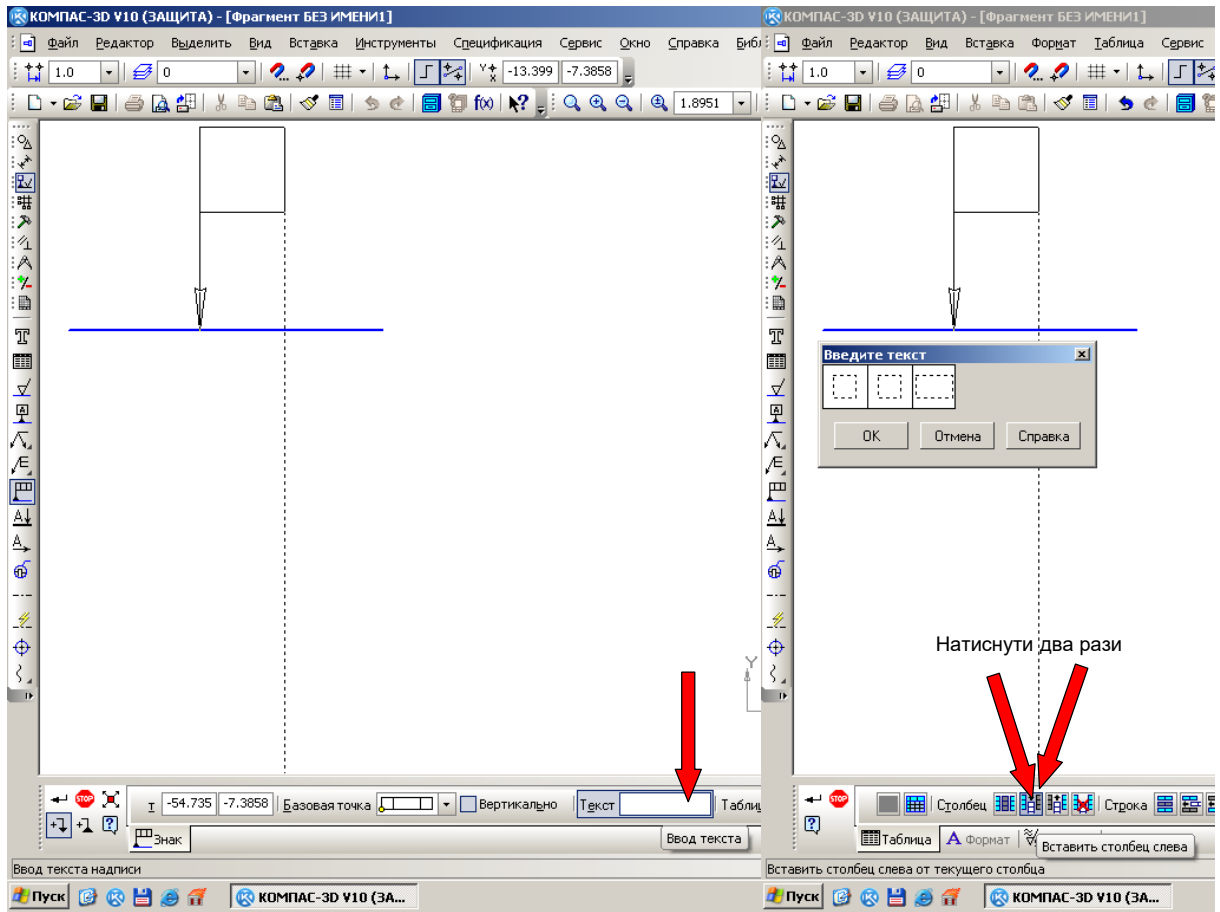 КОМПАС-3D V10 (ЗАЩИТА) - [Фрагмент БЕЗ ИМЕНИ1]
Файл Редактор Выделить Вид Вставка Инструменты Спецификация Сервис Окно Справка Библ
1.0 0 -13.399 -7.3858
1.8951
Y
т -54.735 -7.3858 Базовая точка Вертикально Текст Таблиц
Знак
Ввод текста
Ввод текста надписи
Пуск КОМПАС-3D V10 (ЗА...
КОМПАС-3D V10 (ЗАЩИТА) - [Фрагмент БЕЗ ИМЕНИ1]
Файл Редактор Вид Вставка Формат Таблица Сервис
1.0 0
Введите текст
OK Отмена Справка
Натиснути два рази
Столбец Строка
Таблица Формат
Вставить столбец слева
Вставить столбец слева от текущего столбца
Пуск КОМПАС-3D V10 (ЗА...